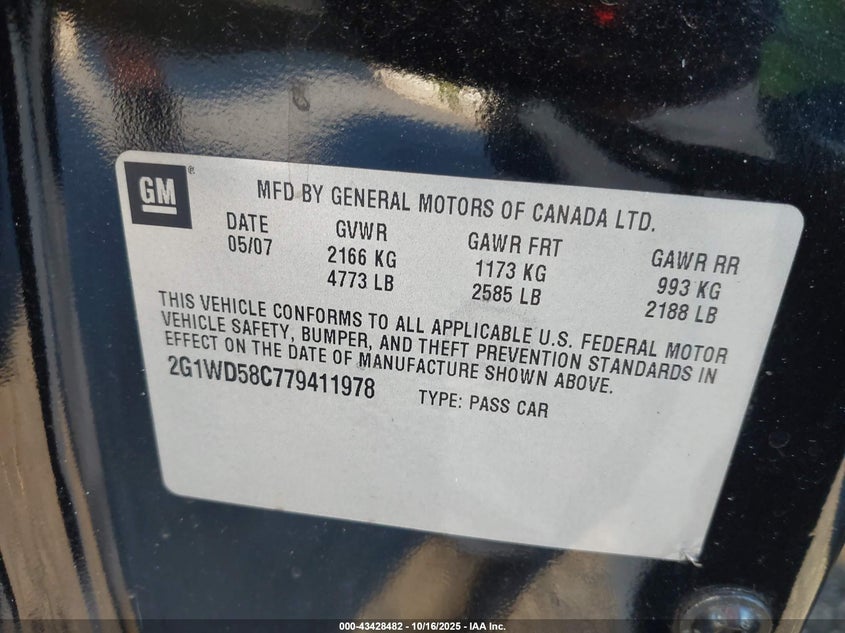 GM ®
MFD BY GENERAL MOTORS OF CANADA LTD.
DATE GVWR GAWR FRT GAWR RR
05/07 2166 KG 1173 KG 993 KG
4773 LB 2585 LB 2188 LB
THIS VEHICLE CONFORMS TO ALL APPLICABLE U.S. FEDERAL MOTOR
VEHICLE SAFETY, BUMPER, AND THEFT PREVENTION STANDARDS IN
EFFECT ON THE DATE OF MANUFACTURE SHOWN ABOVE.
2G1WD58C779411978 TYPE: PASS CAR
000-43428482 - 10/16/2025 - IAA Inc.